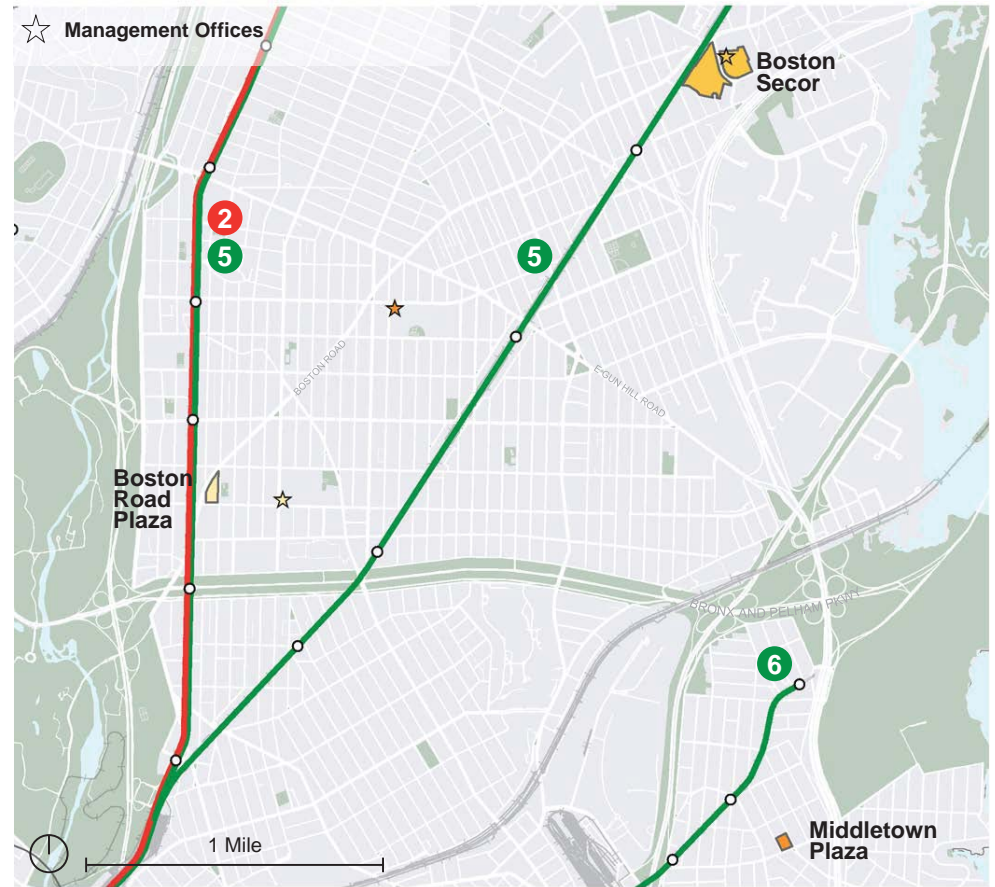 Management Offices
Boston
Secor
2
5
5
BOSTON ROAD
E GUN HILL ROAD
Boston
Road
Plaza
BRONX AND PELHAM PKWY
6
1 Mile
Middletown
Plaza